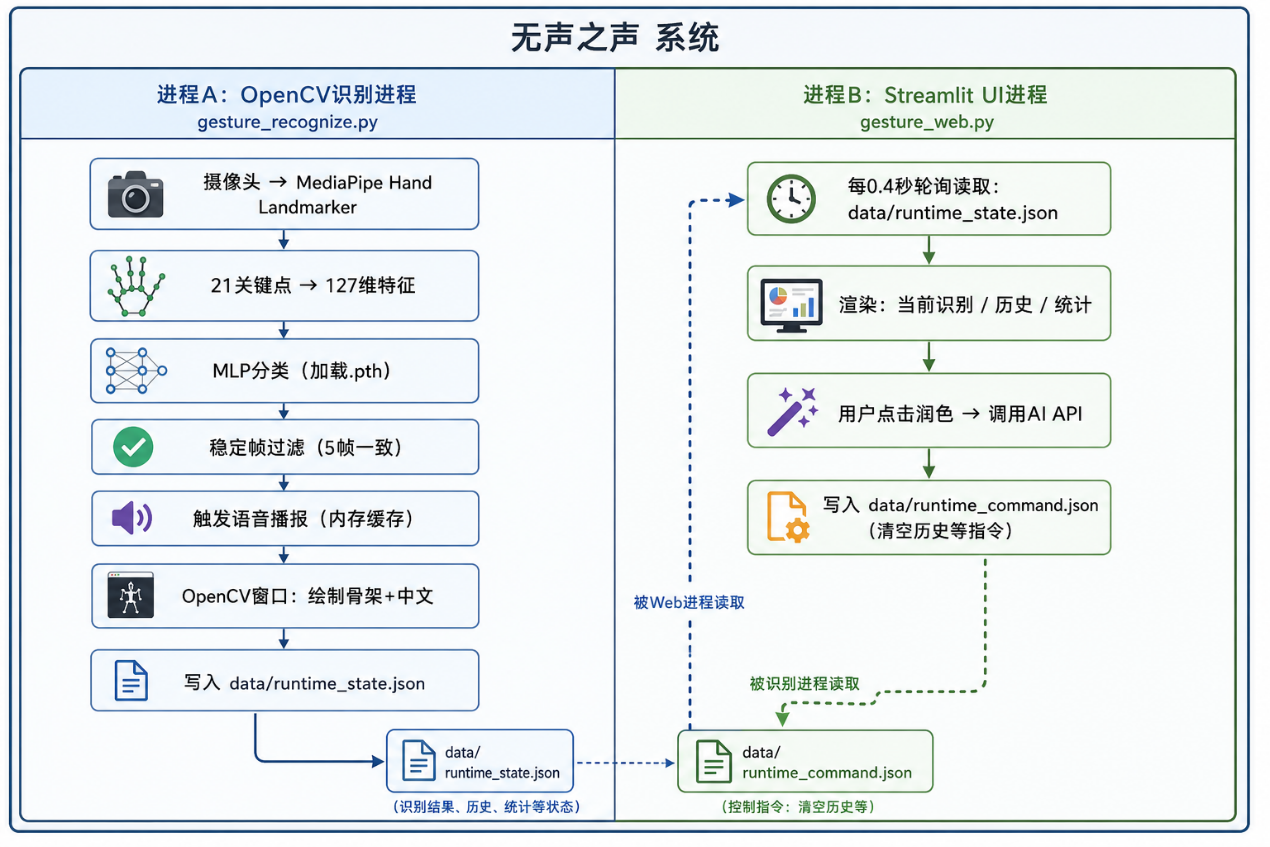 无声之声 系统
进程A：OpenCV识别进程
gesture_recognize.py
摄像头 → MediaPipe Hand
Landmarker
21关键点 → 127维特征
MLP分类（加载.pth）
稳定帧过滤（5帧一致）
触发语音播报（内存缓存）
OpenCV窗口：绘制骨架+中文
写入 data/runtime_state.json
data/
runtime_state.json
（识别结果、历史、统计等状态）
进程B：Streamlit UI进程
gesture_web.py
每0.4秒轮询读取：
data/runtime_state.json
渲染：当前识别 / 历史 / 统计
用户点击润色 → 调用AI API
写入 data/runtime_command.json
（清空历史等指令）
被Web进程读取
被识别进程读取
data/
runtime_command.json
（控制指令：清空历史等）